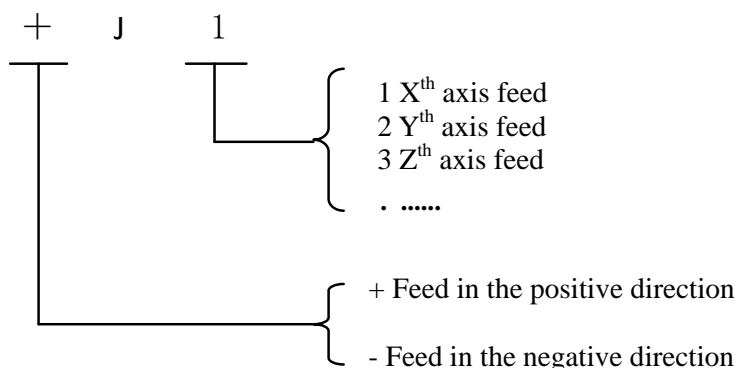 + J 1
1 Xth axis feed
2 Yth axis feed
3 Zth axis feed
. ......
+ Feed in the positive direction
- Feed in the negative direction